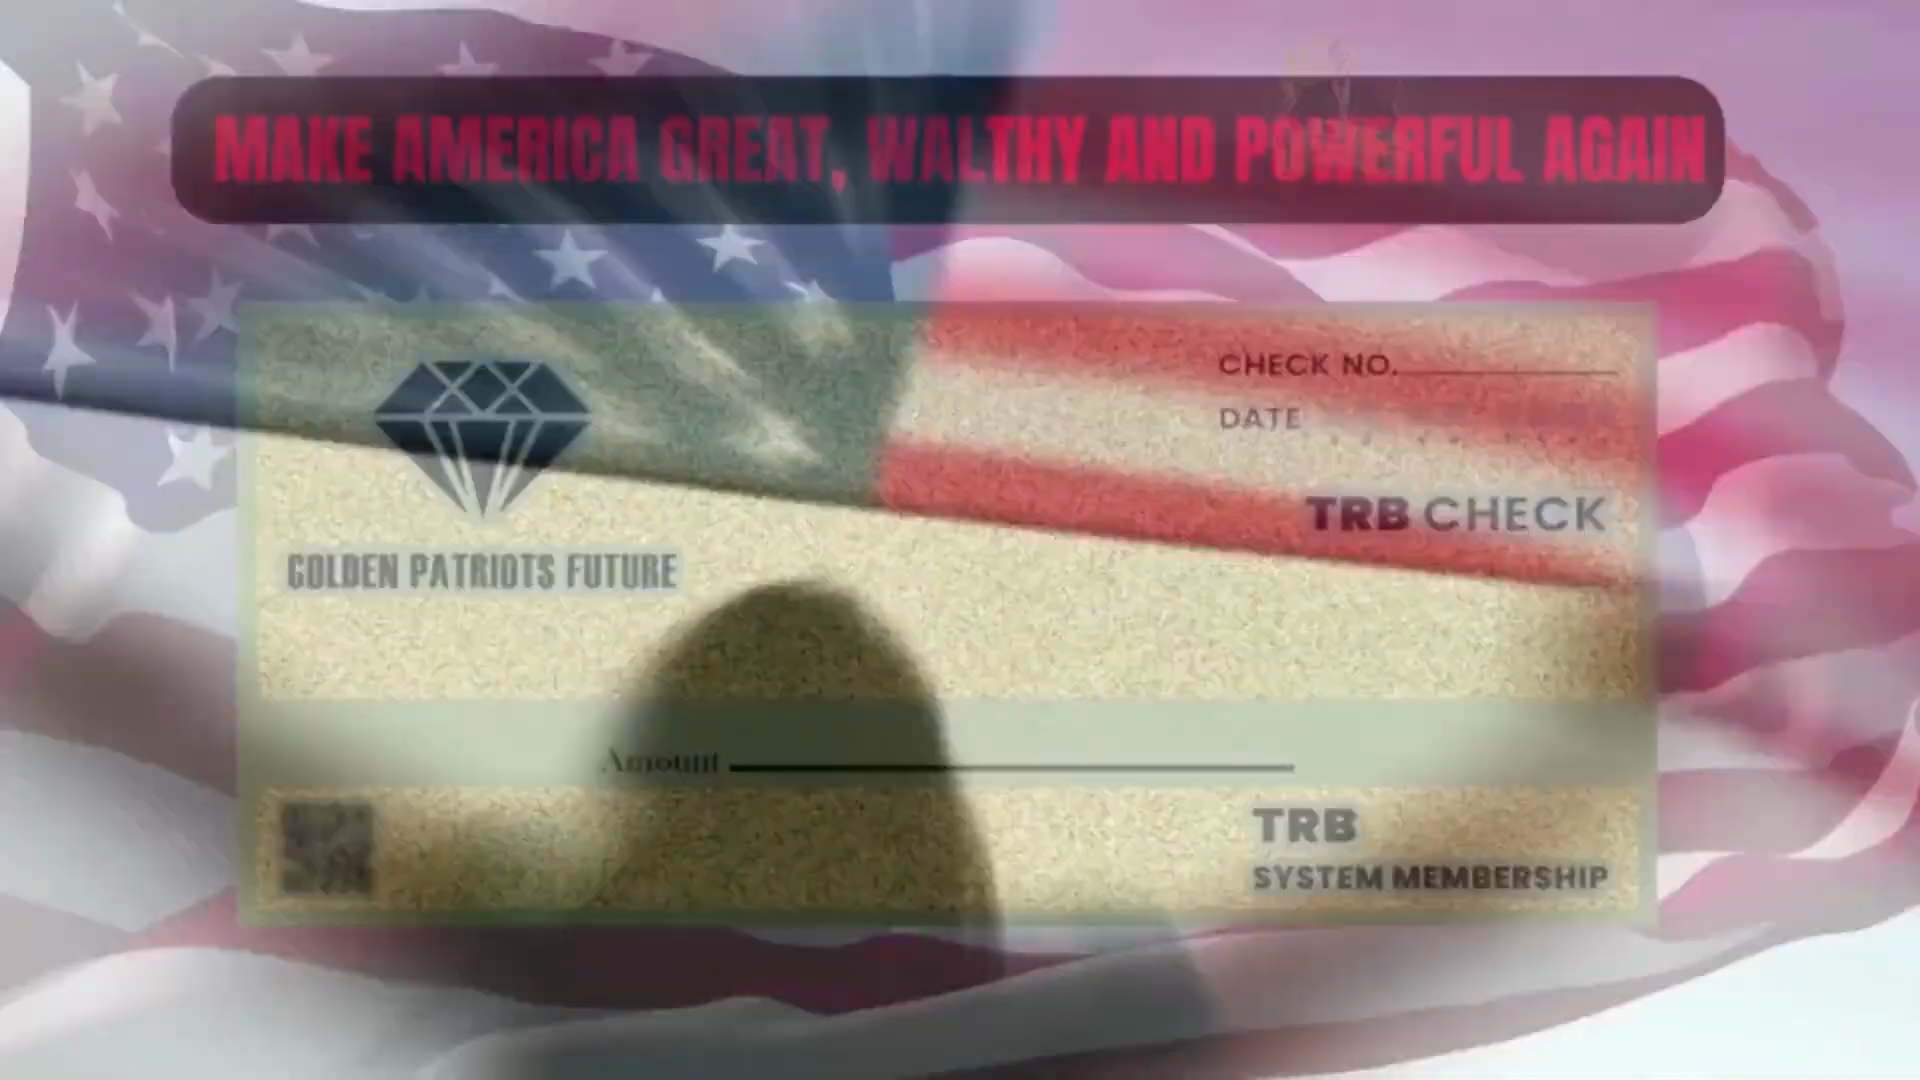 MAKE AMERICA GREAT, WALTHY AND POWERFUL AGAIN
CHECK NO.
DATE
TRB CHECK
GOLDEN PATRIOTS FUTURE
Amount
TRB
SYSTEM MEMBERSHIP